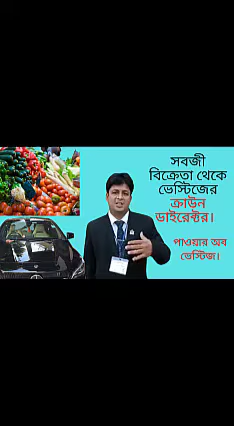 সবজী
বিক্রেতা থেকে
ভেস্টিজের
ক্রাউন
ডাইরেক্টর।
পাওয়ার অব
ভেস্টিজ।